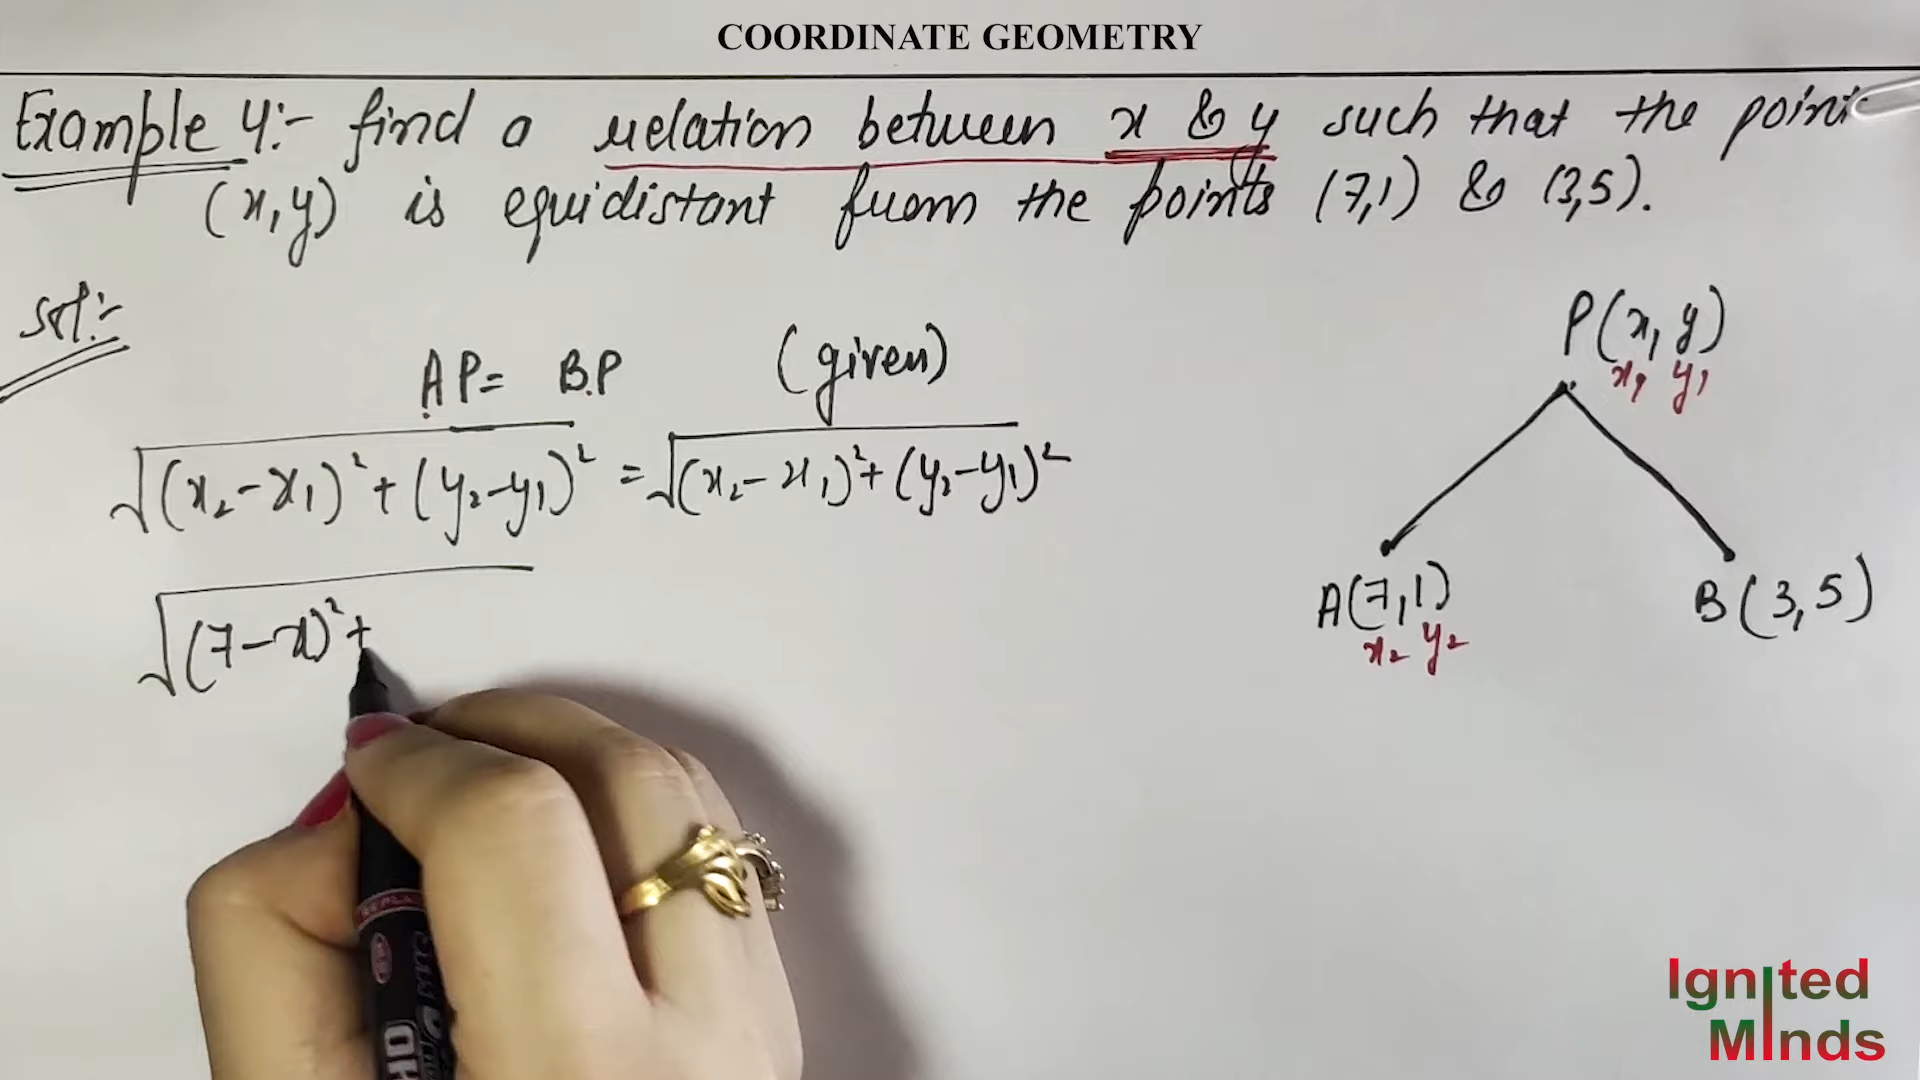 COORDINATE GEOMETRY
Example 4:- find a relation between x & y such that the point
(x,y) is equidistant from the points (7,1) & (3,5).
Sol:-
AP = BP (given)
√(x₂-x₁)² + (y₂-y₁)² = √(x₂-x₁)² + (y₂-y₁)²
√(7-x)² +
P(x, y)
x₁ y₁
A(7,1)
x₂ y₂
B(3,5)
Ignited
Minds